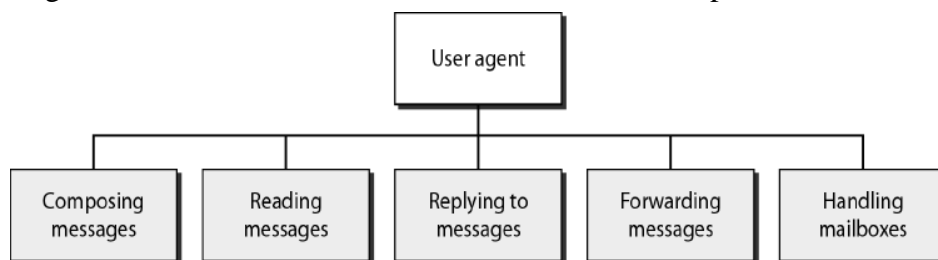 User agent
Composing
messages
Reading
messages
Replying to
messages
Forwarding
messages
Handling
mailboxes